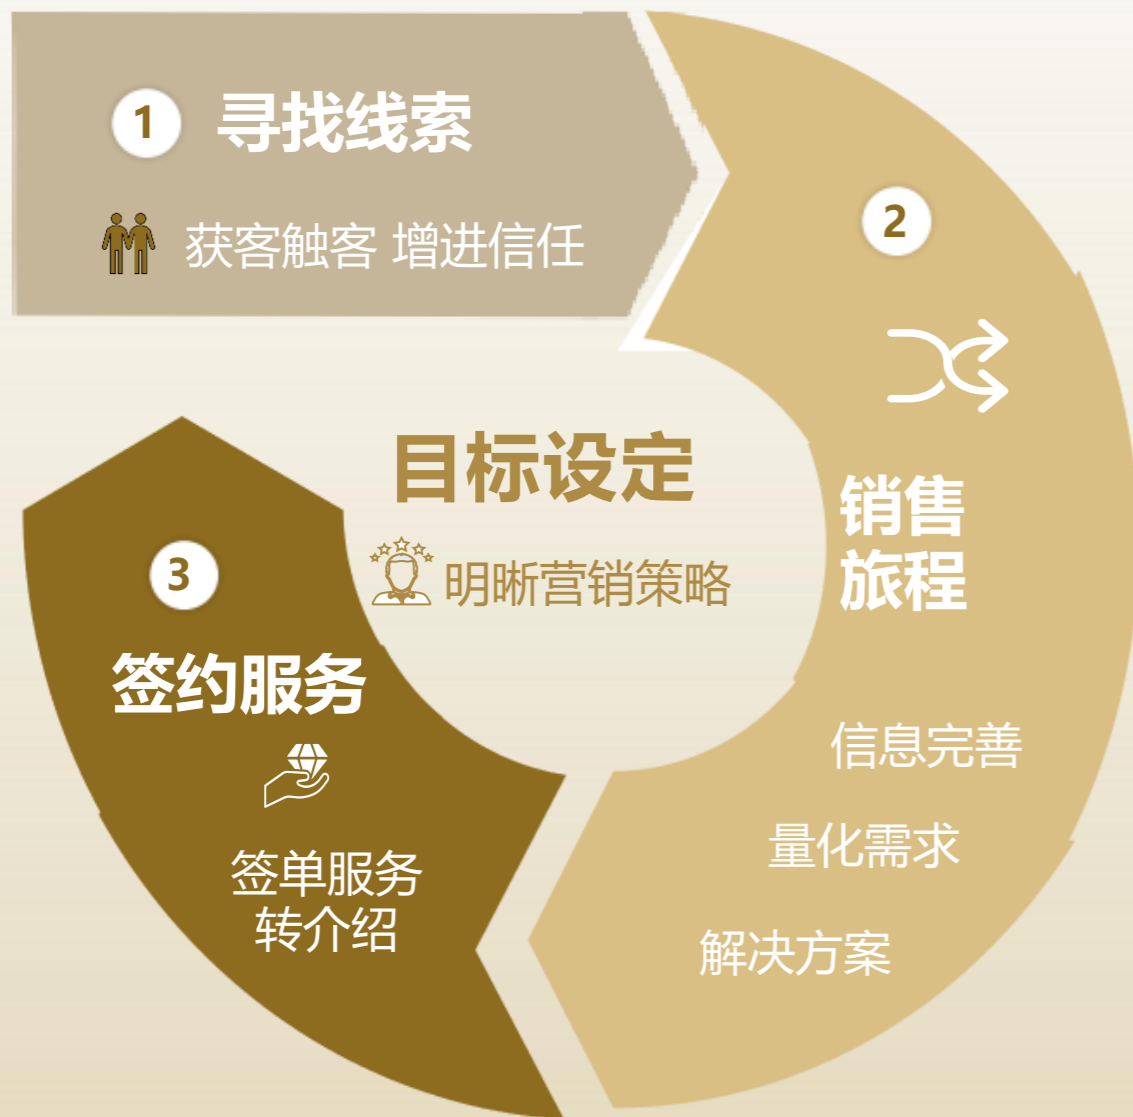 1
寻找线索
获客触客 增进信任
2
销售
旅程
信息完善
量化需求
解决方案
3
签约服务
签单服务
转介绍
目标设定
明晰营销策略